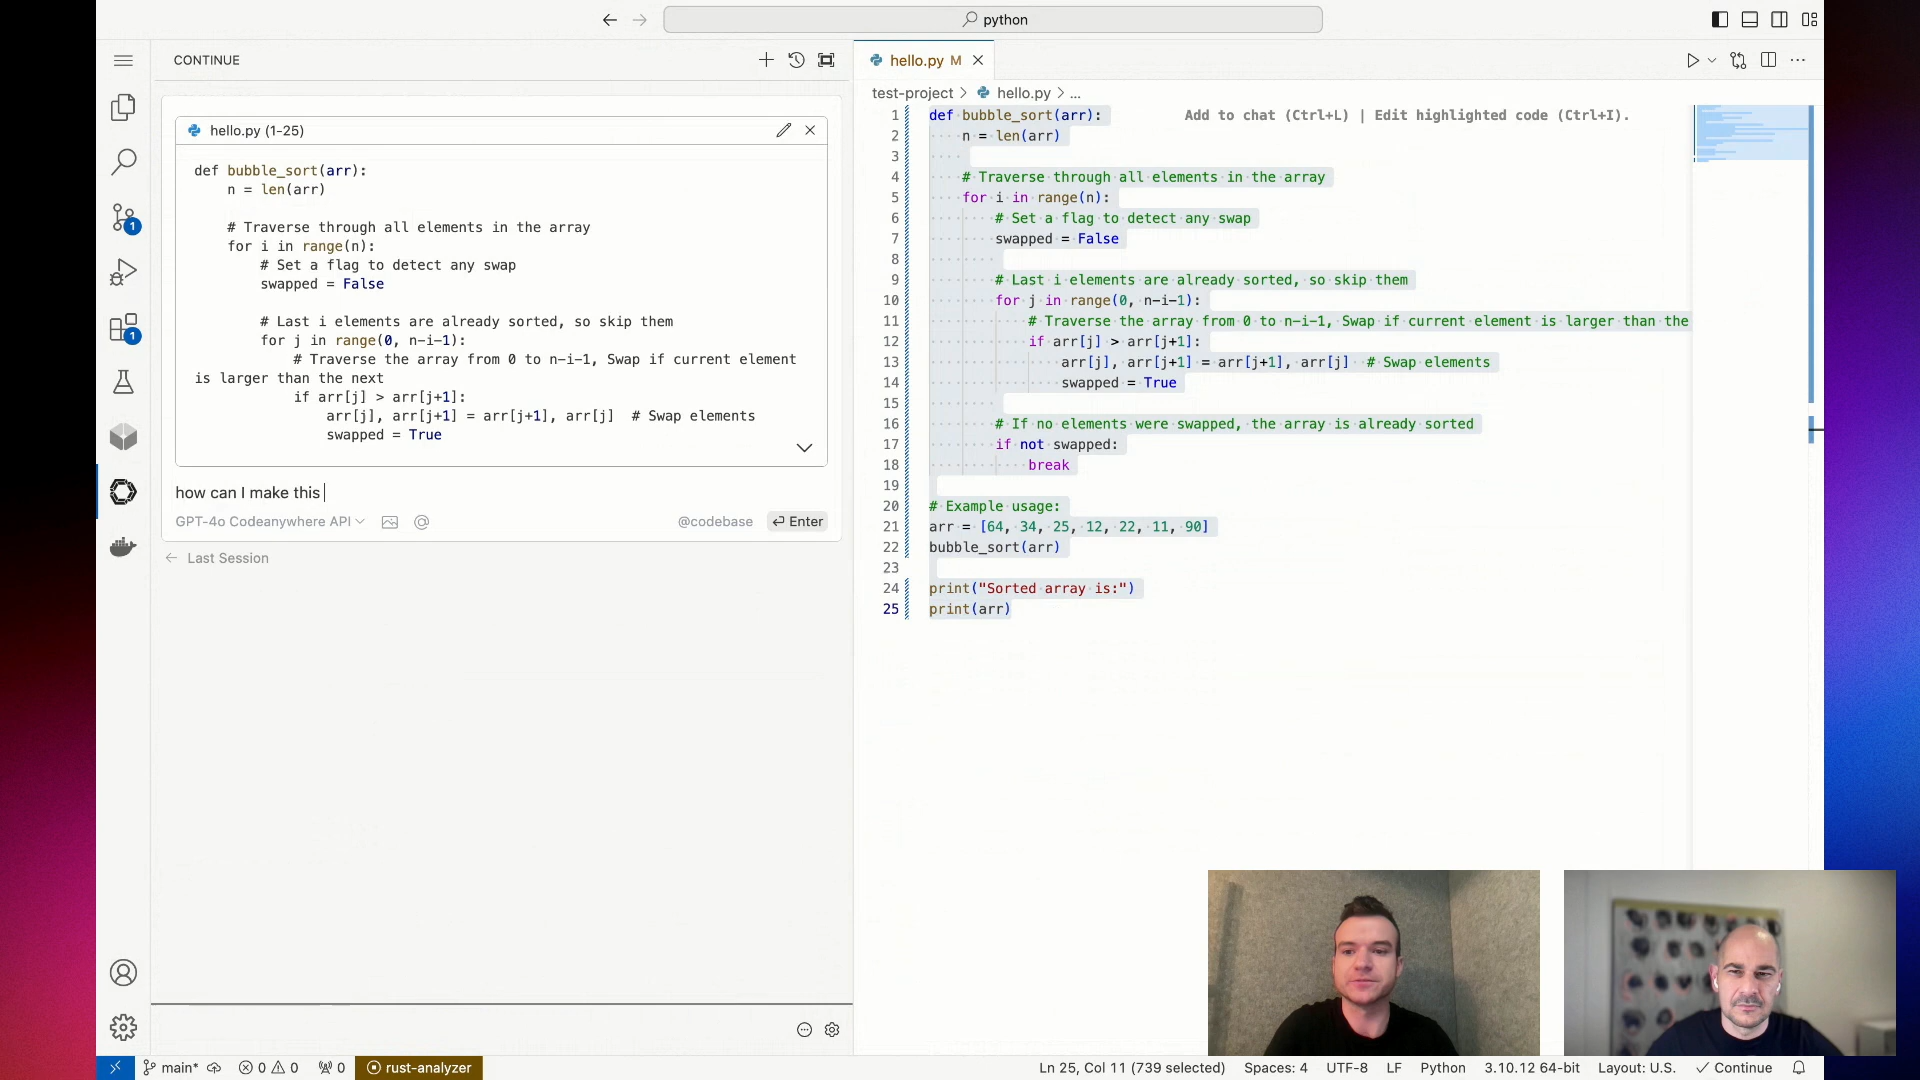 python
CONTINUE
hello.py (1-25)
def bubble_sort(arr):
n = len(arr)
# Traverse through all elements in the array
for i in range(n):
# Set a flag to detect any swap
swapped = False
# Last i elements are already sorted, so skip them
for j in range(0, n-i-1):
# Traverse the array from 0 to n-i-1, Swap if current element
is larger than the next
if arr[j] > arr[j+1]:
arr[j], arr[j+1] = arr[j+1], arr[j]  # Swap elements
swapped = True
how can I make this
GPT-4o Codeanywhere API
@codebase
Enter
Last Session
hello.py M
test-project > hello.py > ...
1 def bubble_sort(arr):
Add to chat (Ctrl+L) | Edit highlighted code (Ctrl+I).
2 n = len(arr)
3
4 # Traverse through all elements in the array
5 for i in range(n):
6 # Set a flag to detect any swap
7 swapped = False
8
9 # Last i elements are already sorted, so skip them
10 for j in range(0, n-i-1):
11 # Traverse the array from 0 to n-i-1, Swap if current element is larger than the
12 if arr[j] > arr[j+1]:
13 arr[j], arr[j+1] = arr[j+1], arr[j]  # Swap elements
14 swapped = True
15
16 # If no elements were swapped, the array is already sorted
17 if not swapped:
18 break
19
20 # Example usage:
21 arr = [64, 34, 25, 12, 22, 11, 90]
22 bubble_sort(arr)
23
24 print("Sorted array is:")
25 print(arr)
1
1
main* 0 0 0 rust-analyzer Ln 25, Col 11 (739 selected) Spaces: 4 UTF-8 LF Python 3.10.12 64-bit Layout: U.S. Continue